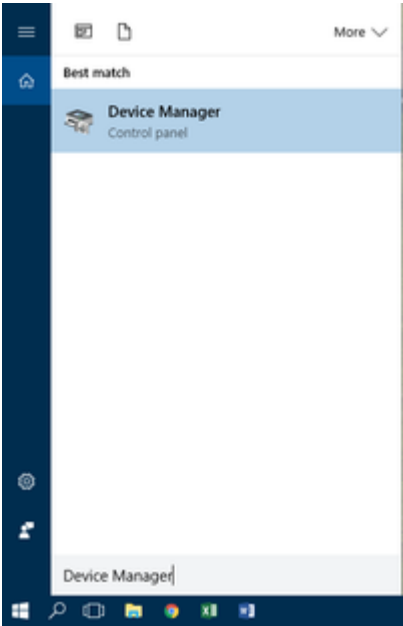 More
Best match
Device Manager
Control panel
Device Manager